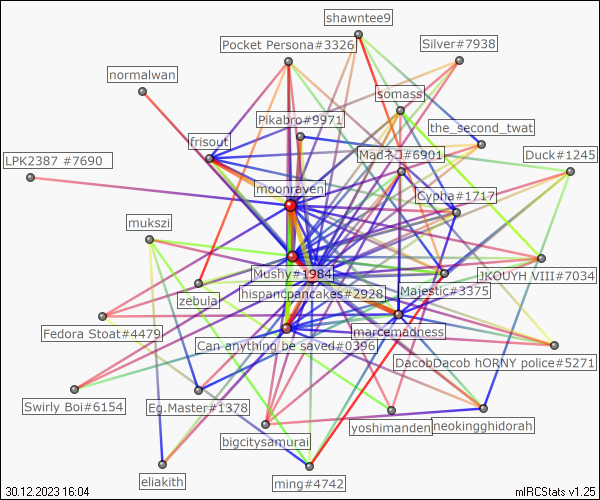 shawntee9
Pocket Persona#3326
Silver#7938
normalwan
somass
Pikabro#9971
the_second_twat
frisout
Madネコ#6901
LPK2387 #7690
Duck#1245
moonraven
Cypha#1717
mukszi
Mushy#1984
JKOUYH VIII#7034
zebula
hispancpancakes#2928
Majestic#3375
Fedora Stoat#4479
marcemadness
Can anything be saved#0396
DacobDacob hORNY police#5271
Swirly Boi#6154
Eg.Master#1378
yoshimanden
neokingghidorah
bigcitysamurai
eliakith
ming#4742
30.12.2023 16:04
mIRCStats v1.25